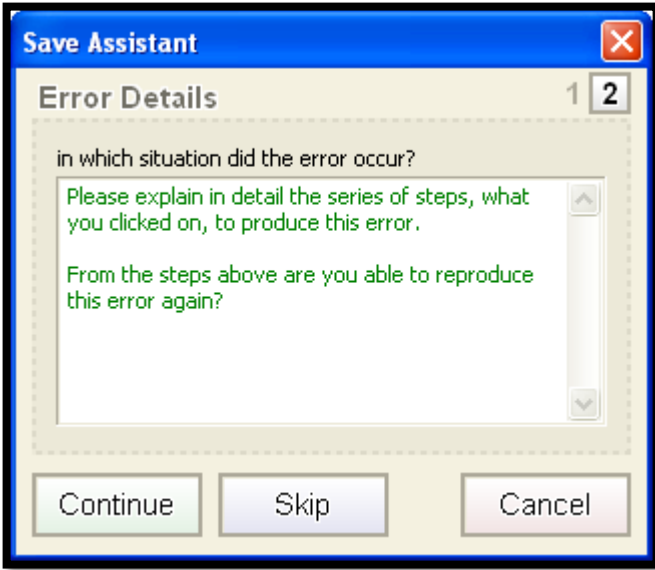 Save Assistant
Error Details 1 2
in which situation did the error occur?
Please explain in detail the series of steps, what
you clicked on, to produce this error.
From the steps above are you able to reproduce
this error again?
Continue Skip Cancel